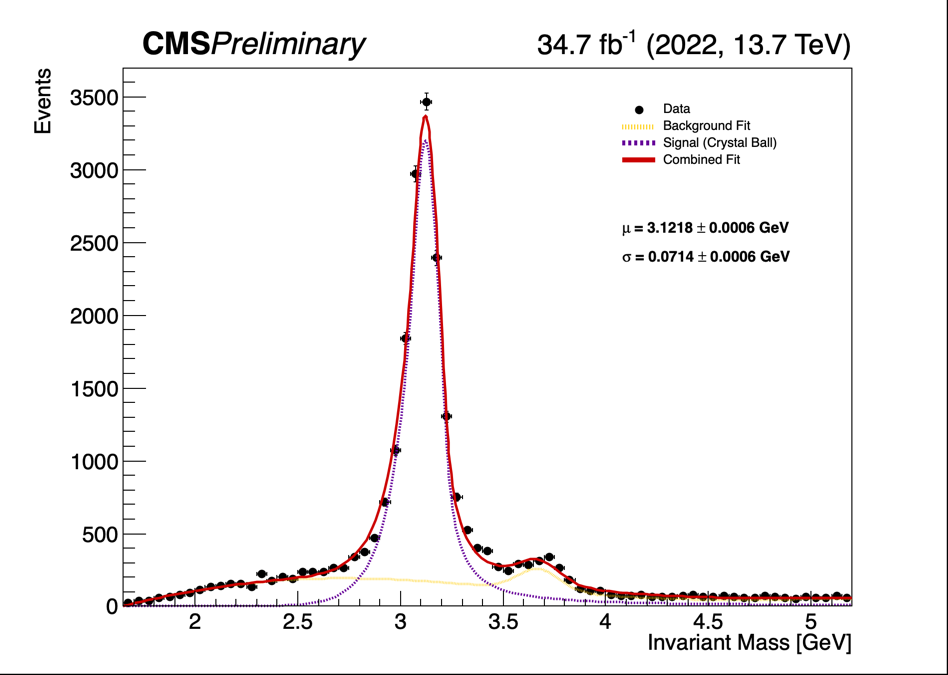 CMSPreliminary 34.7 fb⁻¹ (2022, 13.7 TeV)
Events
3500
3000
2500
2000
1500
1000
500
0
Data
Background Fit
Signal (Crystal Ball)
Combined Fit
μ = 3.1218 ± 0.0006 GeV
σ = 0.0714 ± 0.0006 GeV
2 2.5 3 3.5 4 4.5 5
Invariant Mass [GeV]